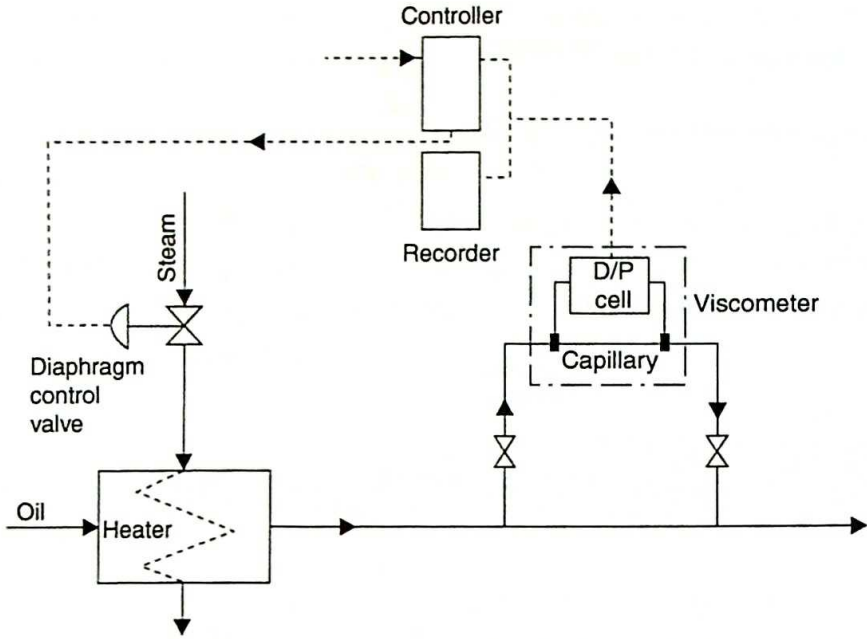 Controller
Recorder
Steam
D/P
cell
Viscometer
Capillary
Diaphragm
control
valve
Oil
Heater